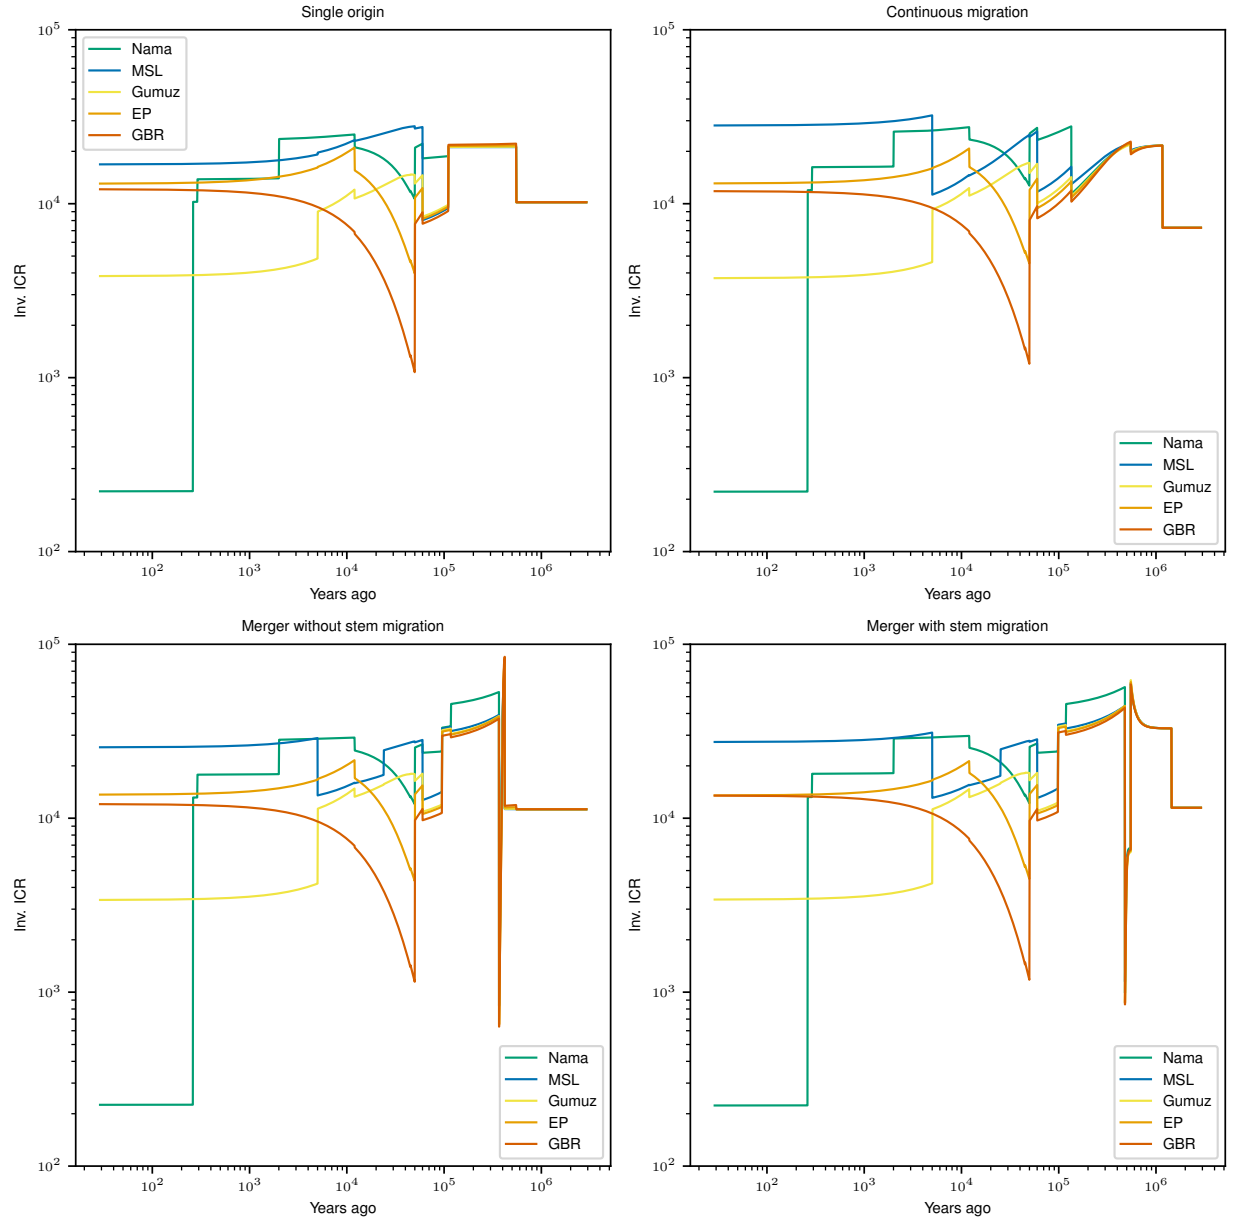 Single origin
10^5
10^4
10^3
10^2
Inv. ICR
Nama
MSL
Gumuz
EP
GBR
10^2 10^3 10^4 10^5 10^6
Years ago
Continuous migration
10^5
10^4
10^3
10^2
Inv. ICR
Nama
MSL
Gumuz
EP
GBR
10^2 10^3 10^4 10^5 10^6
Years ago
Merger without stem migration
10^5
10^4
10^3
10^2
Inv. ICR
Nama
MSL
Gumuz
EP
GBR
10^2 10^3 10^4 10^5 10^6
Years ago
Merger with stem migration
10^5
10^4
10^3
10^2
Inv. ICR
Nama
MSL
Gumuz
EP
GBR
10^2 10^3 10^4 10^5 10^6
Years ago